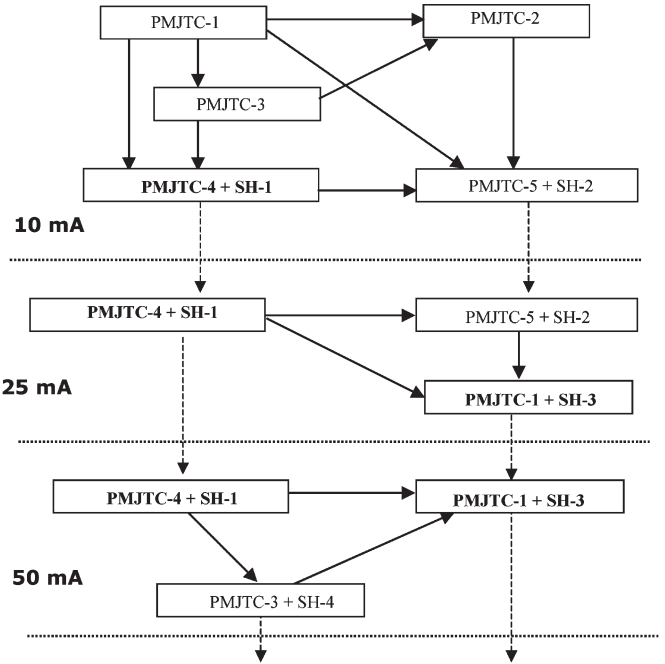 PMJTC-1
PMJTC-2
PMJTC-3
PMJTC-4 + SH-1
PMJTC-5 + SH-2
10 mA
PMJTC-4 + SH-1
PMJTC-5 + SH-2
25 mA
PMJTC-1 + SH-3
PMJTC-4 + SH-1
PMJTC-1 + SH-3
50 mA
PMJTC-3 + SH-4